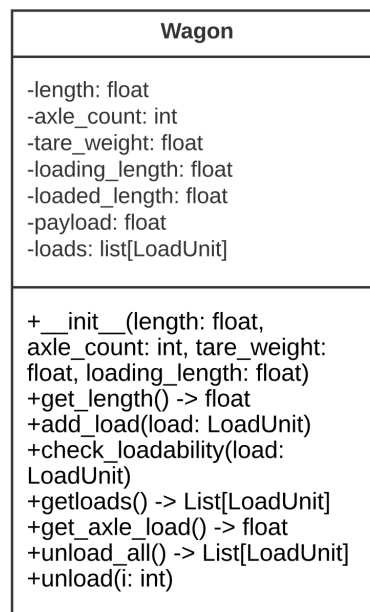 Wagon
-length: float
-axle_count: int
-tare_weight: float
-loading_length: float
-loaded_length: float
-payload: float
-loads: list[LoadUnit]
+__init__(length: float,
axle_count: int, tare_weight:
float, loading_length: float)
+get_length() -> float
+add_load(load: LoadUnit)
+check_loadability(load:
LoadUnit)
+getloads() -> List[LoadUnit]
+get_axle_load() -> float
+unload_all() -> List[LoadUnit]
+unload(i: int)